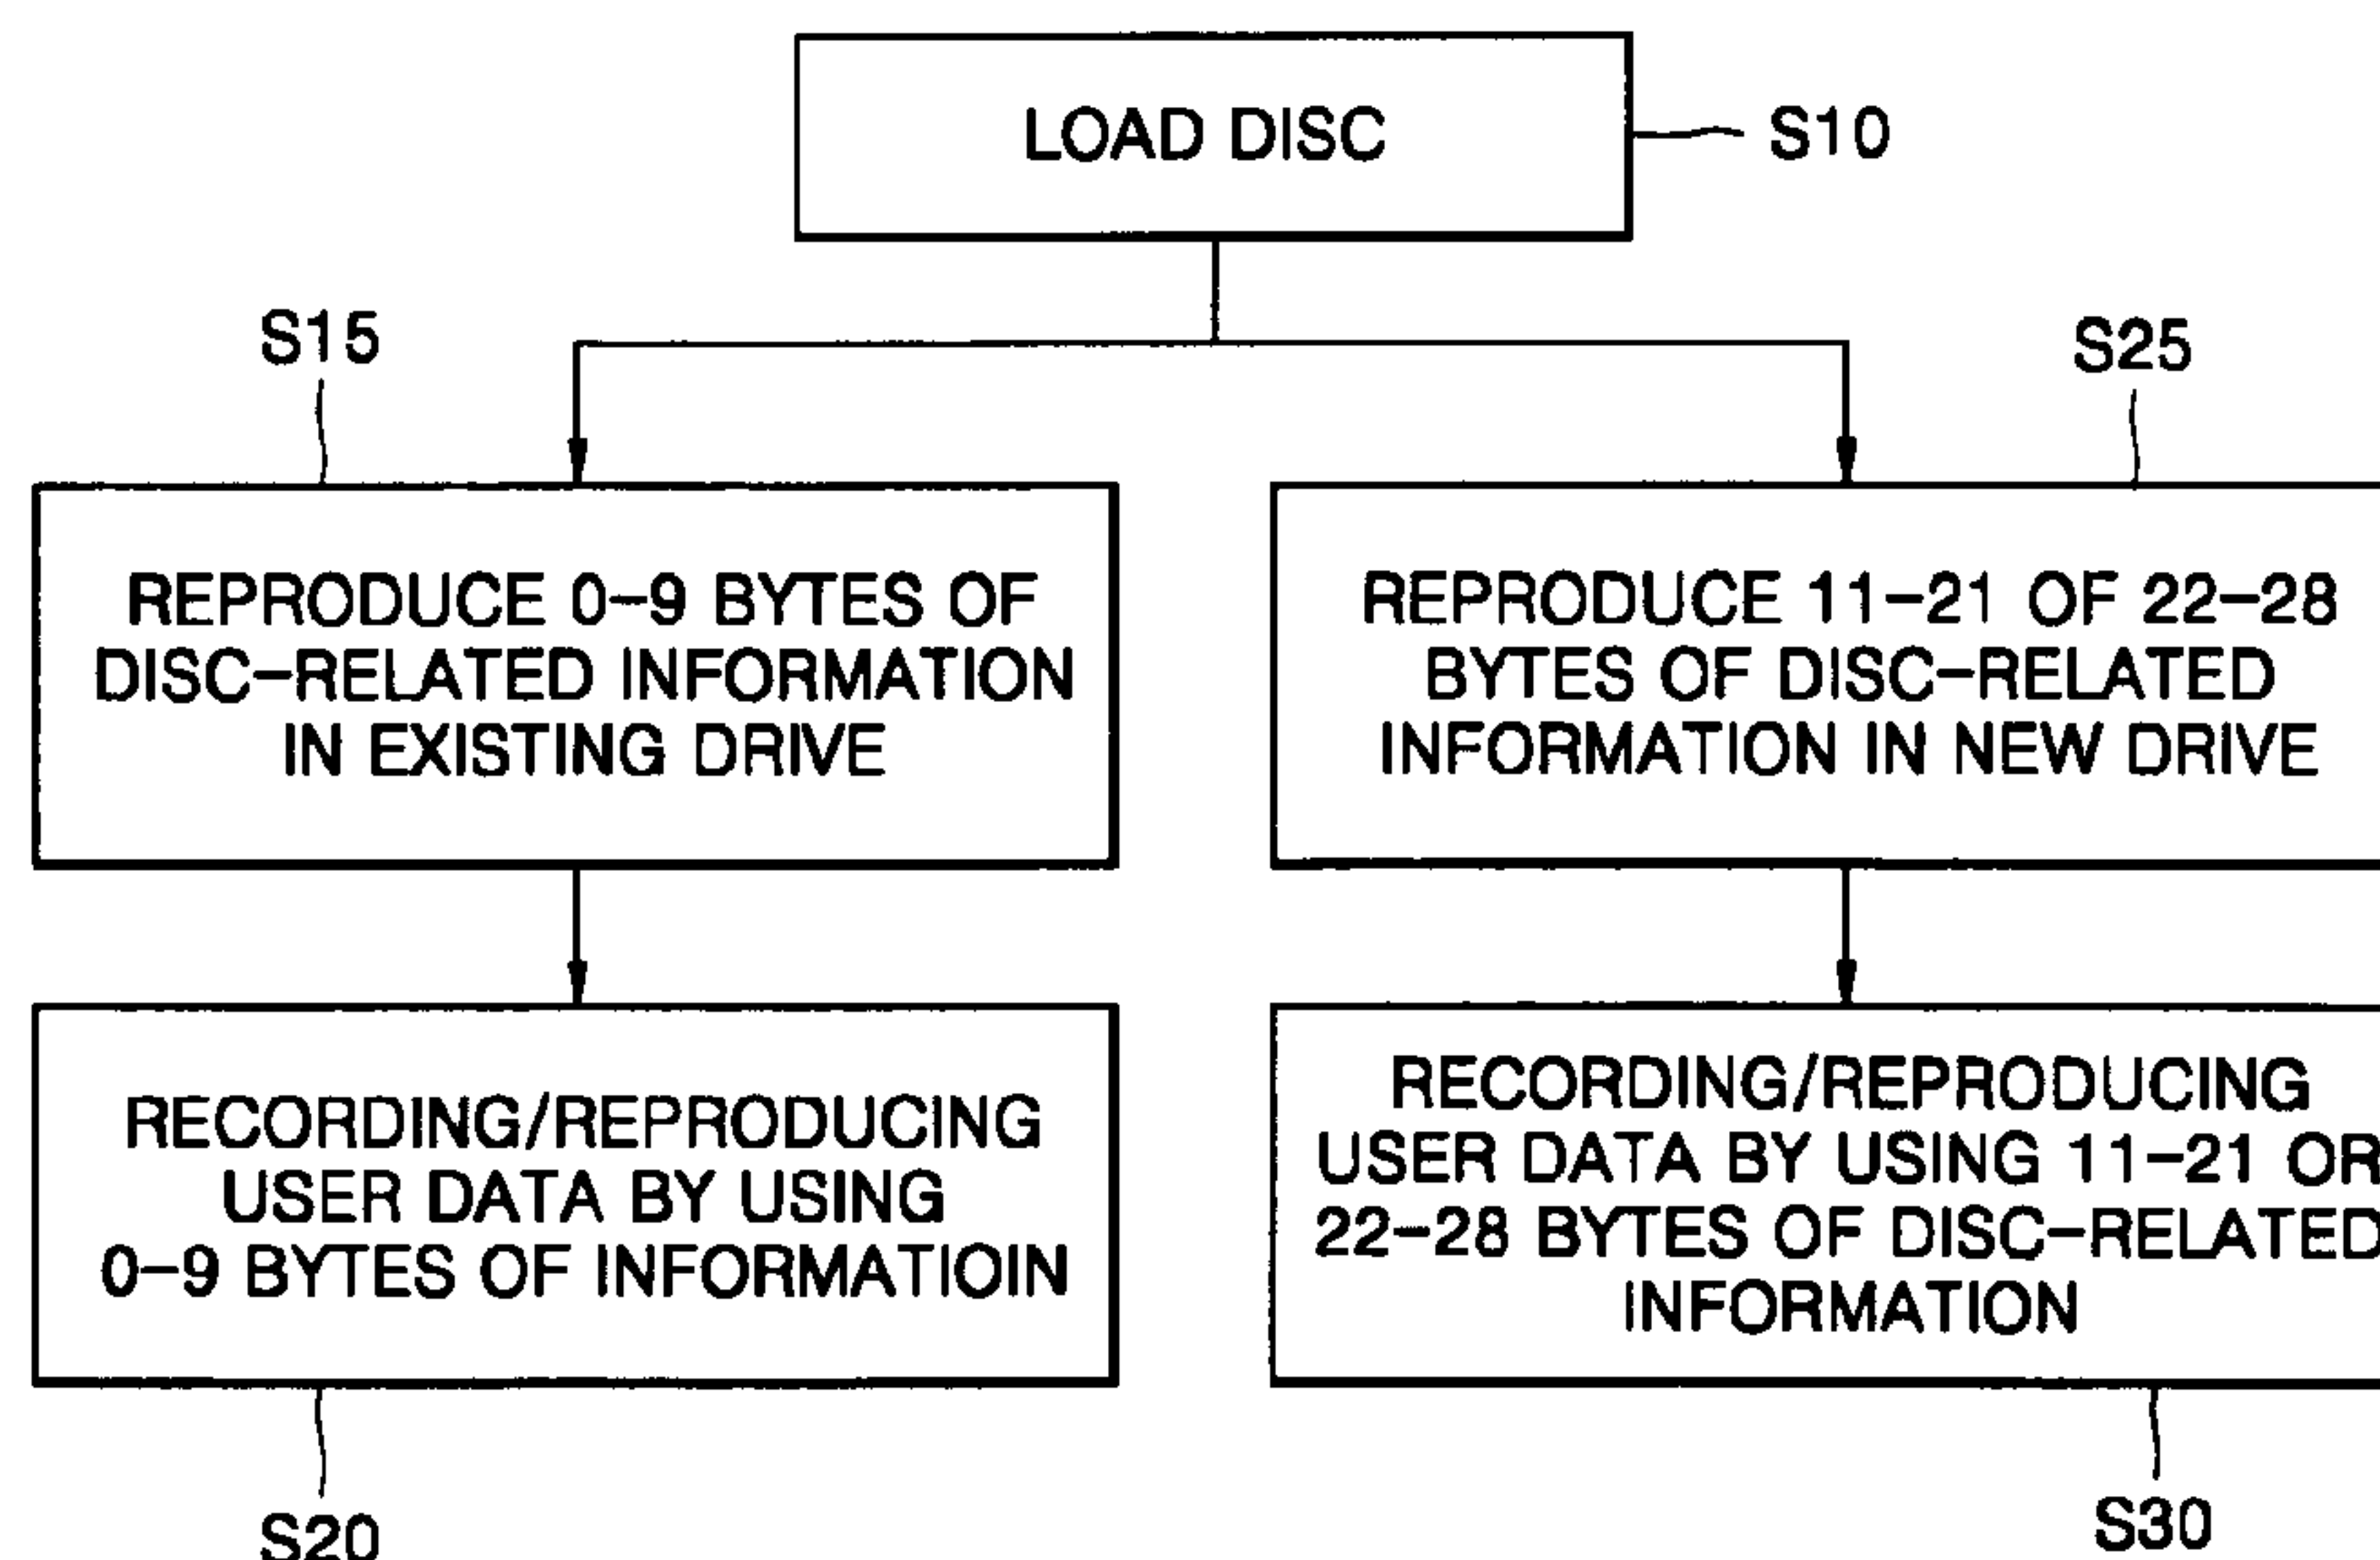 LOAD DISC
S10
S15
S25
REPRODUCE 0-9 BYTES OF
DISC-RELATED INFORMATION
IN EXISTING DRIVE
REPRODUCE 11-21 OF 22-28
BYTES OF DISC-RELATED
INFORMATION IN NEW DRIVE
RECORDING/REPRODUCING
USER DATA BY USING
0-9 BYTES OF INFORMATIOIN
RECORDING/REPRODUCING
USER DATA BY USING 11-21 OR
22-28 BYTES OF DISC-RELATED
INFORMATION
S20
S30